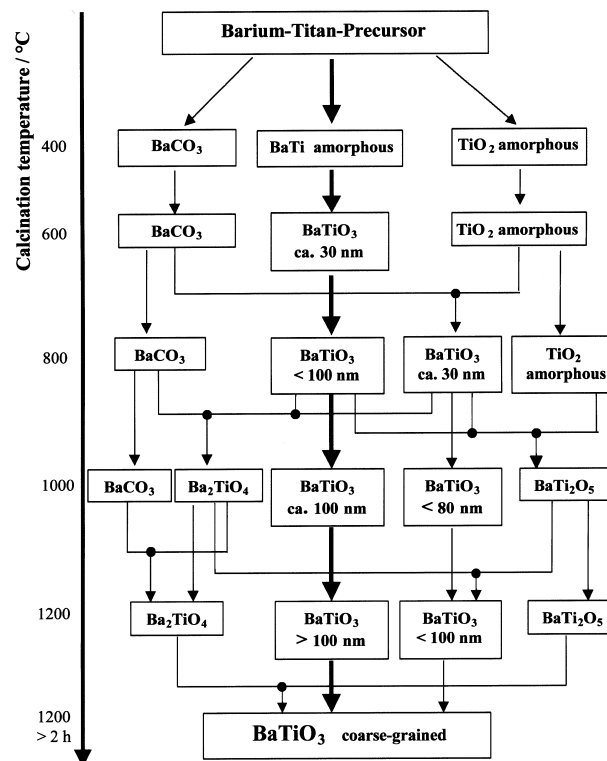 Calcination temperature / °C
Barium-Titan-Precursor
400
BaCO₃
BaTi amorphous
TiO₂ amorphous
600
BaCO₃
BaTiO₃
ca. 30 nm
TiO₂ amorphous
800
BaCO₃
BaTiO₃
< 100 nm
BaTiO₃
ca. 30 nm
TiO₂
amorphous
1000
BaCO₃
Ba₂TiO₄
BaTiO₃
ca. 100 nm
BaTiO₃
< 80 nm
BaTi₂O₅
1200
Ba₂TiO₄
BaTiO₃
> 100 nm
BaTiO₃
< 100 nm
BaTi₂O₅
1200
> 2 h
BaTiO₃ coarse-grained